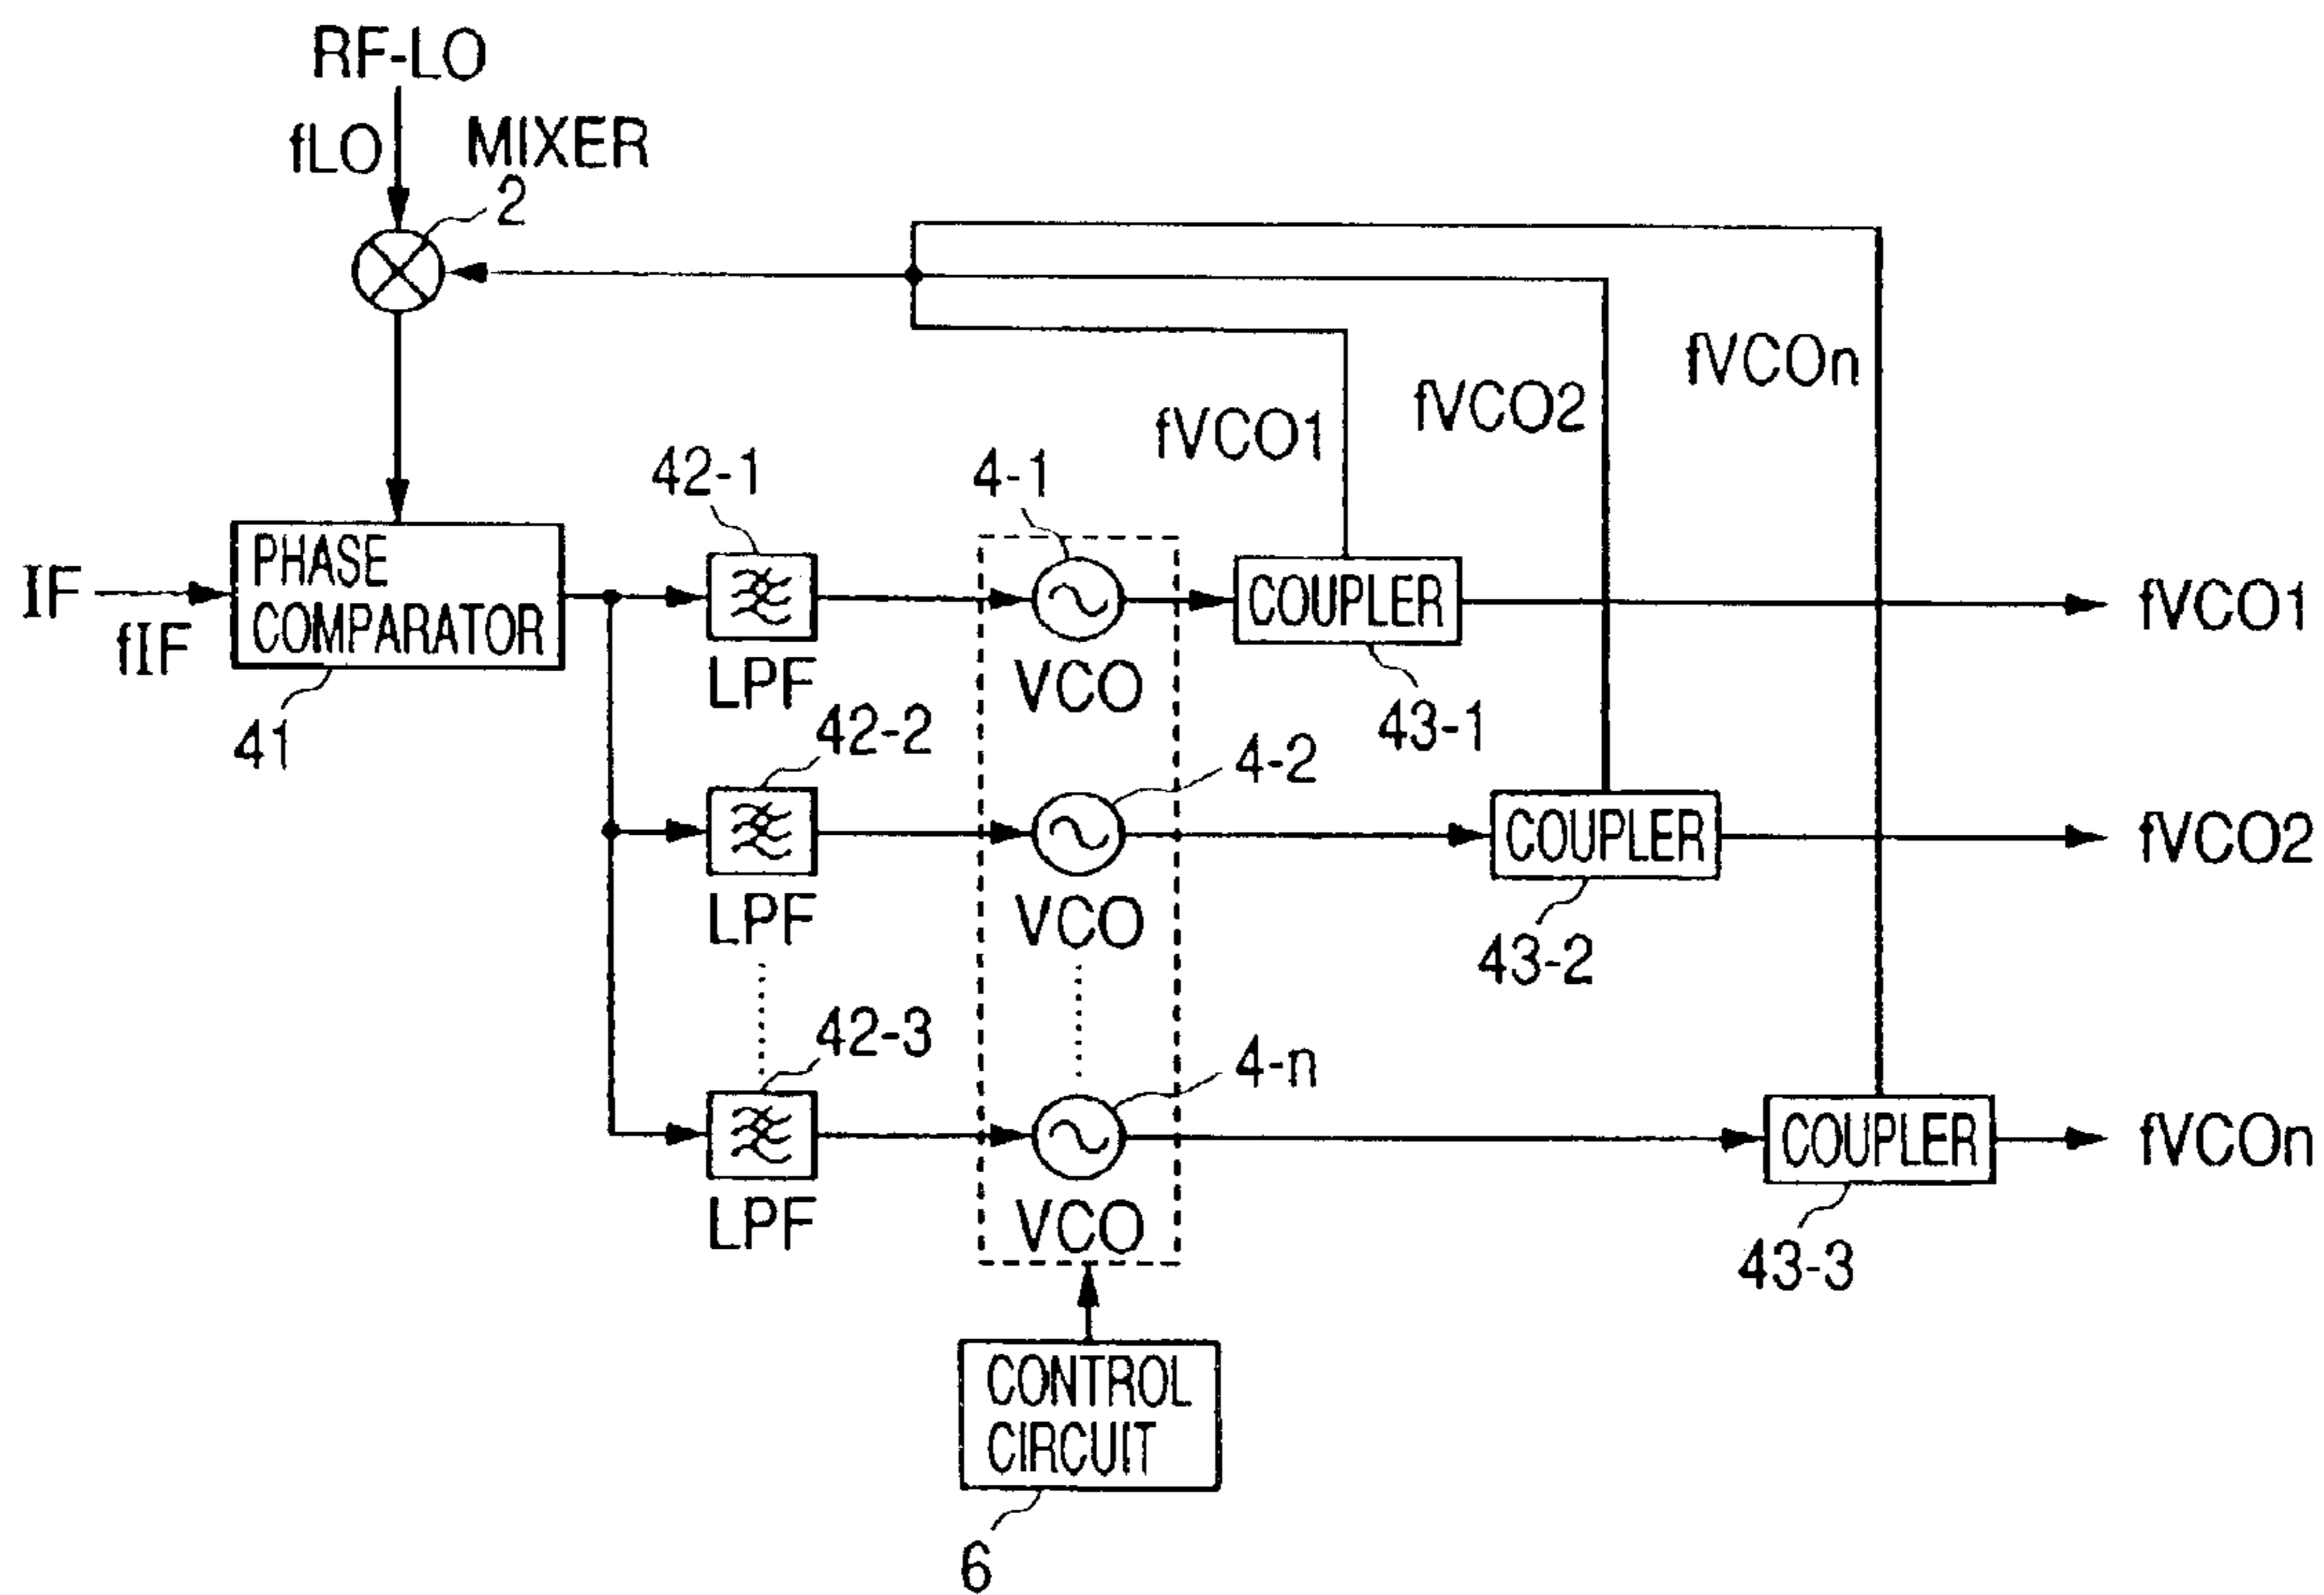 RF-LO
fLO
MIXER
2
fVCOn
fVCO2
fVCO1
42-1
4-1
IF
fIF
PHASE
COMPARATOR
41
LPF
VCO
COUPLER
43-1
fVCO1
42-2
4-2
LPF
VCO
COUPLER
43-2
fVCO2
42-3
4-n
LPF
VCO
COUPLER
43-3
fVCOn
CONTROL
CIRCUIT
6